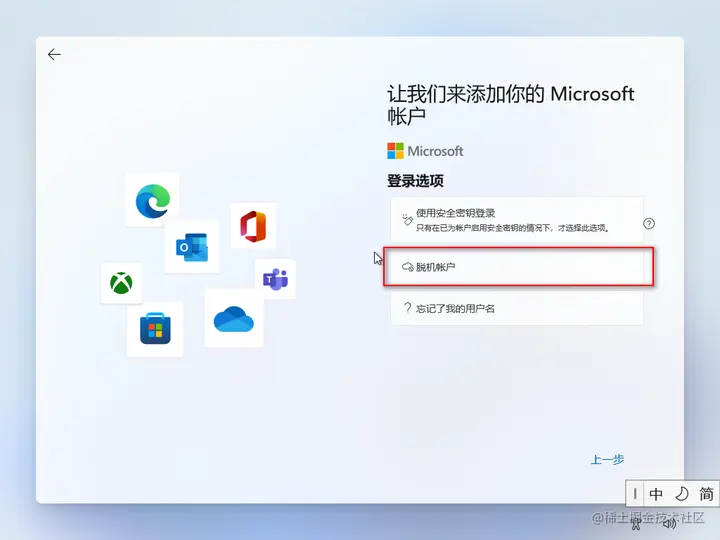 让我们来添加你的 Microsoft
帐户
Microsoft
登录选项
使用安全密钥登录
只有在已为帐户启用安全密钥的情况下，才选择此选项。
脱机帐户
忘记了我的用户名
上一步
中 简
@稀土掘金技术社区